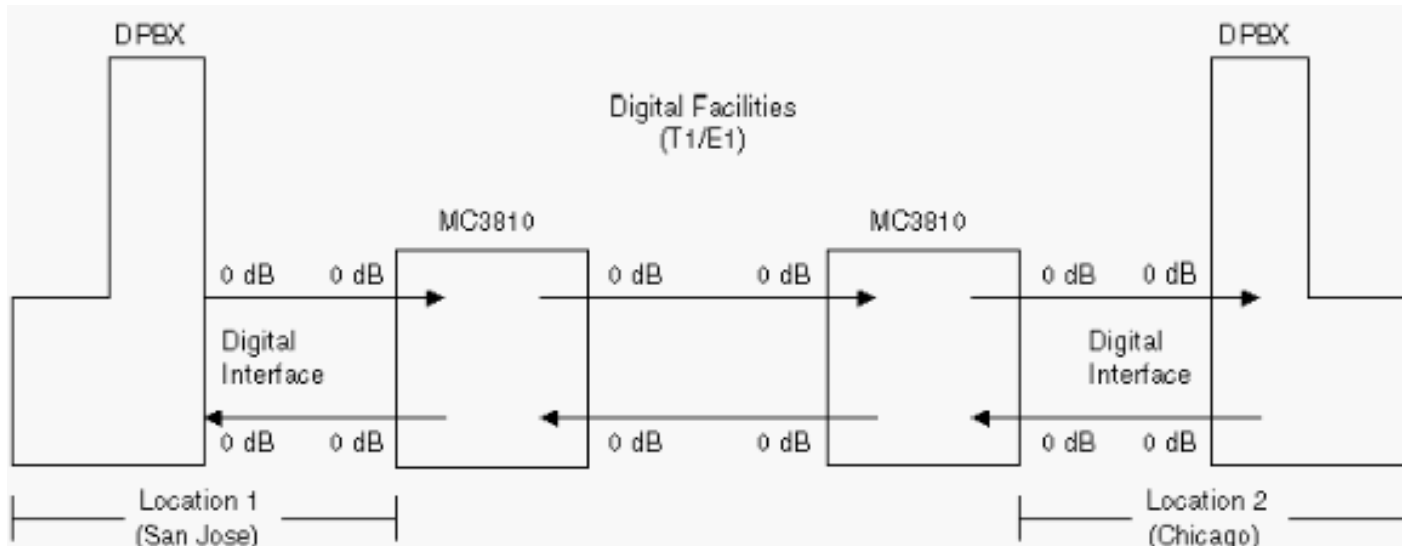 DPBX
DPBX
Digital Facilities
(T1/E1)
MC3810
MC3810
0 dB 0 dB 0 dB 0 dB 0 dB 0 dB
Digital
Interface
Digital
Interface
0 dB 0 dB 0 dB 0 dB 0 dB 0 dB
Location 1
(San Jose)
Location 2
(Chicago)